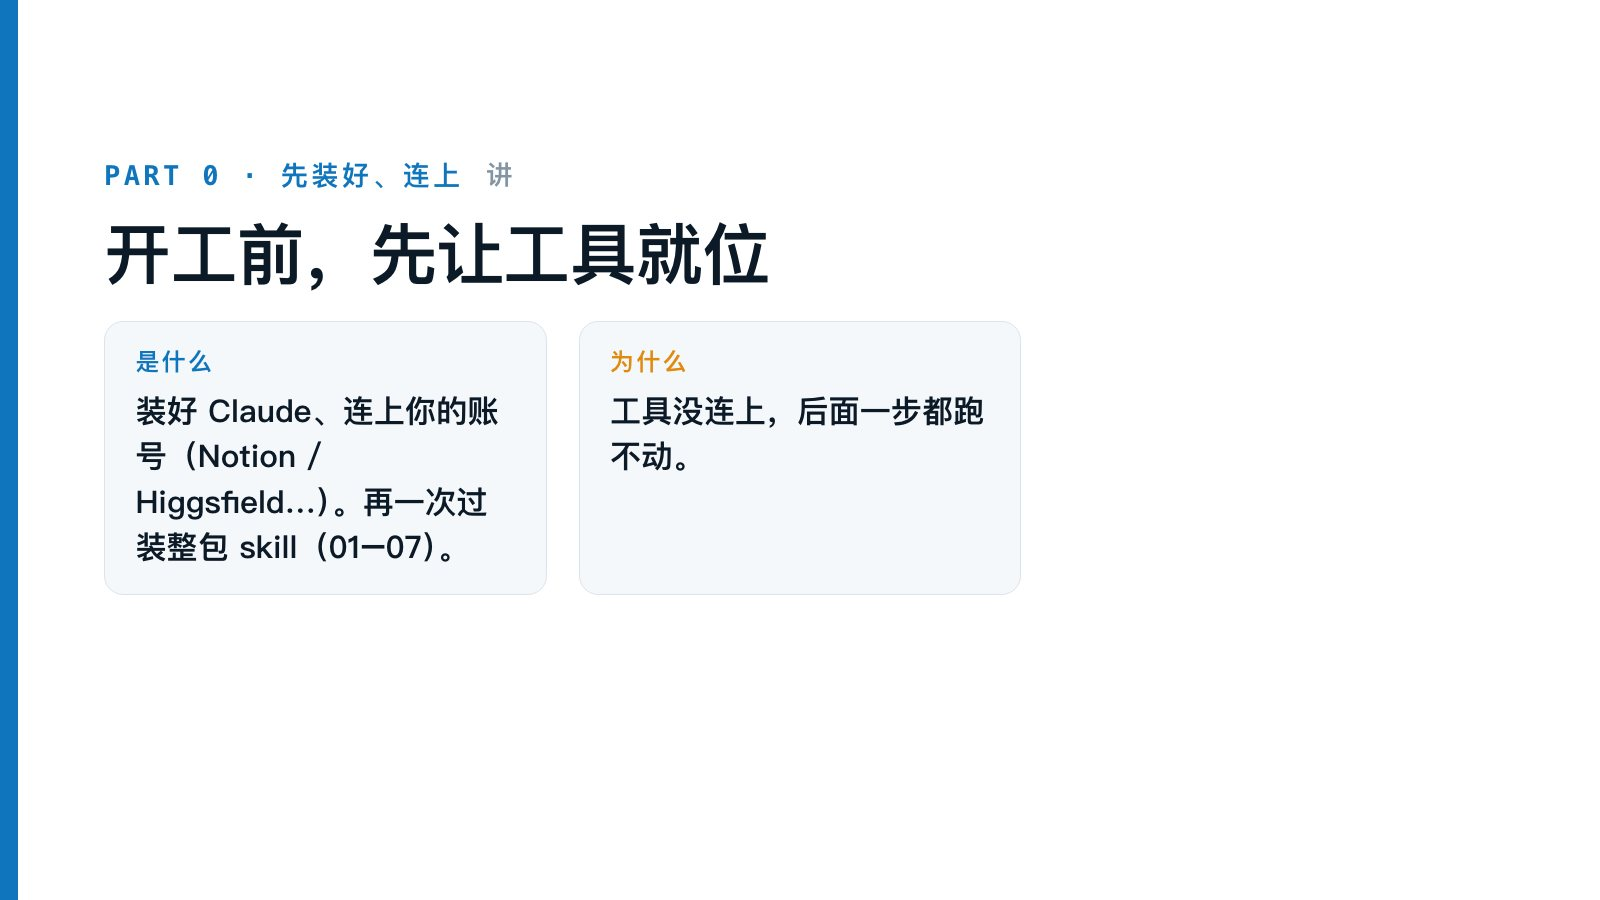 PART 0 · 先装好、连上 讲
开工前，先让工具就位
是什么
装好 Claude、连上你的账
号（Notion /
Higgsfield…）。再一次过
装整包 skill（01—07）。
为什么
工具没连上，后面一步都跑
不动。